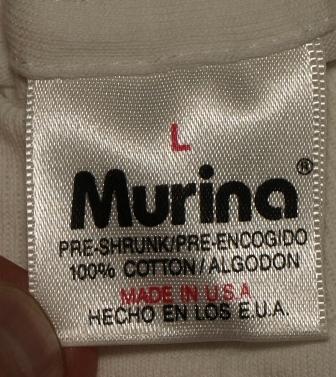 L
Murina®
PRE-SHRUNK/PRE-ENCOGIDO
100% COTTON/ALGODON
MADE IN U.S.A
HECHO EN LOS E.U.A.